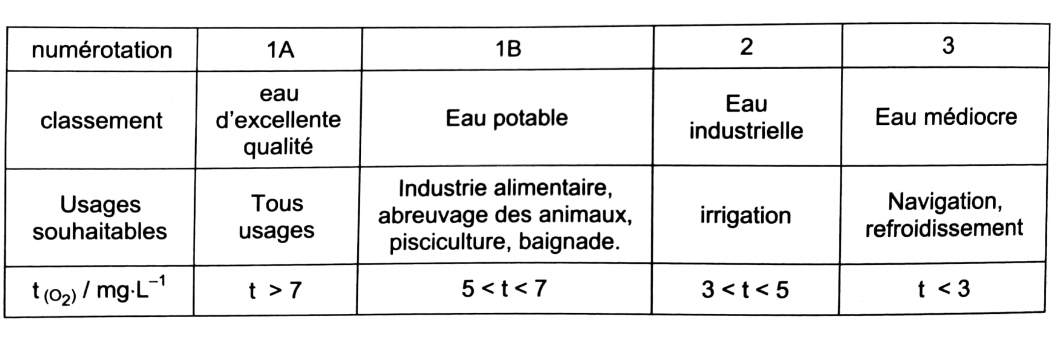 numérotation 1A 1B 2 3
classement
eau
d'excellente
qualité
Eau potable
Eau
industrielle
Eau médiocre
Usages
souhaitables
Tous
usages
Industrie alimentaire,
abreuvage des animaux,
pisciculture, baignade.
irrigation
Navigation,
refroidissement
t (O₂) / mg·L⁻¹ t > 7 5 < t < 7 3 < t < 5 t < 3